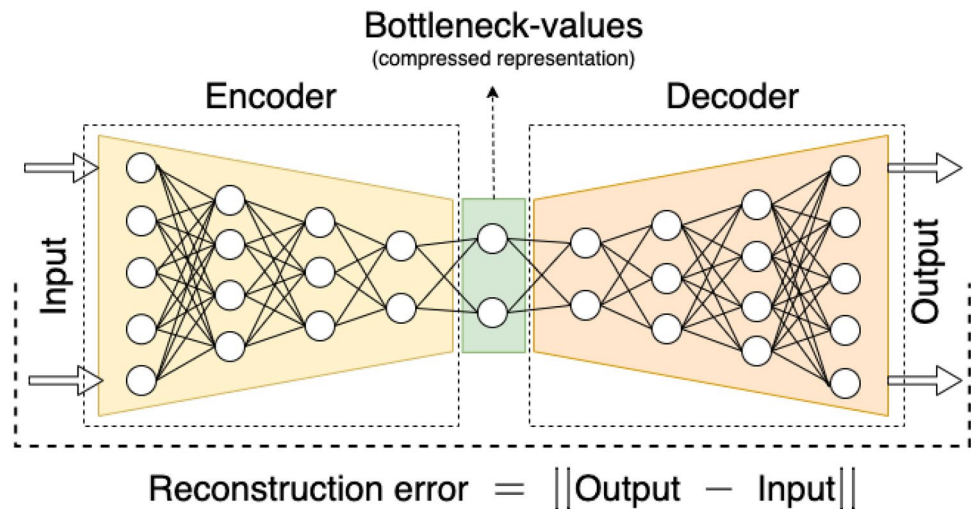 Bottleneck-values
(compressed representation)
Encoder
Decoder
Input
Output
Reconstruction error = ||Output − Input||